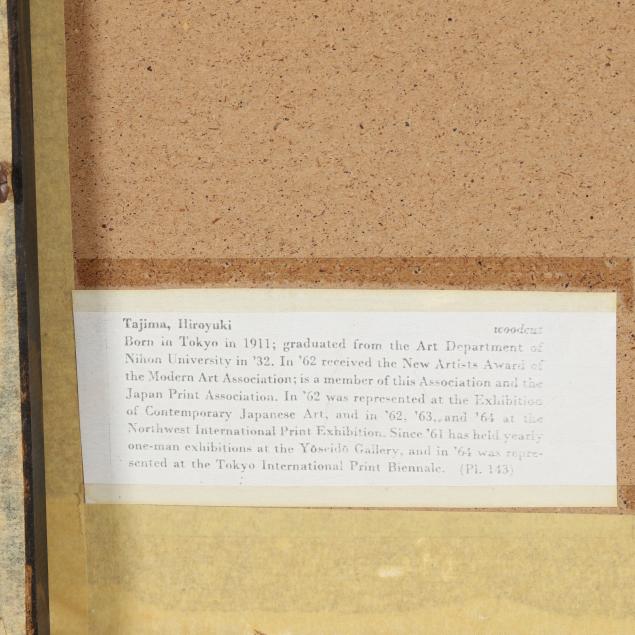 Tajima, Hiroyuki woodcut
Born in Tokyo in 1911; graduated from the Art Department of
Nihon University in '32. In '62 received the New Artists Award of
the Modern Art Association; is a member of this Association and the
Japan Print Association. In '62 was represented at the Exhibition
of Contemporary Japanese Art, and in '62, '63, and '64 at the
Northwest International Print Exhibition. Since '61 has held yearly
one-man exhibitions at the Yōseidō Gallery, and in '64 was repre-
sented at the Tokyo International Print Biennale. (Pl. 143)